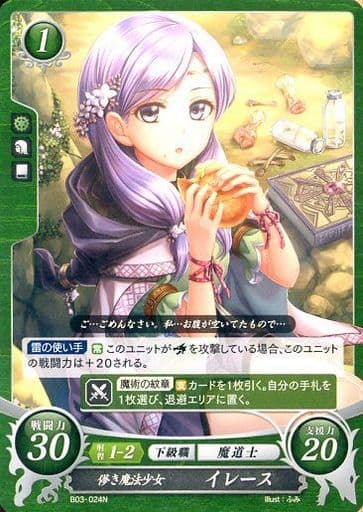 1
ご…ごめんなさい。私…お腹が空いてたもので…
雷の使い手 常 このユニットが を攻撃している場合、このユニット
の戦闘力は+20される。
魔術の紋章 支 カードを1枚引く。自分の手札を
1枚選び、退避エリアに置く。
戦闘力
30
射程 1-2 下級職 魔道士
儚き魔法少女 イレース
支援力
20
B03-024N
Illust:ふみ